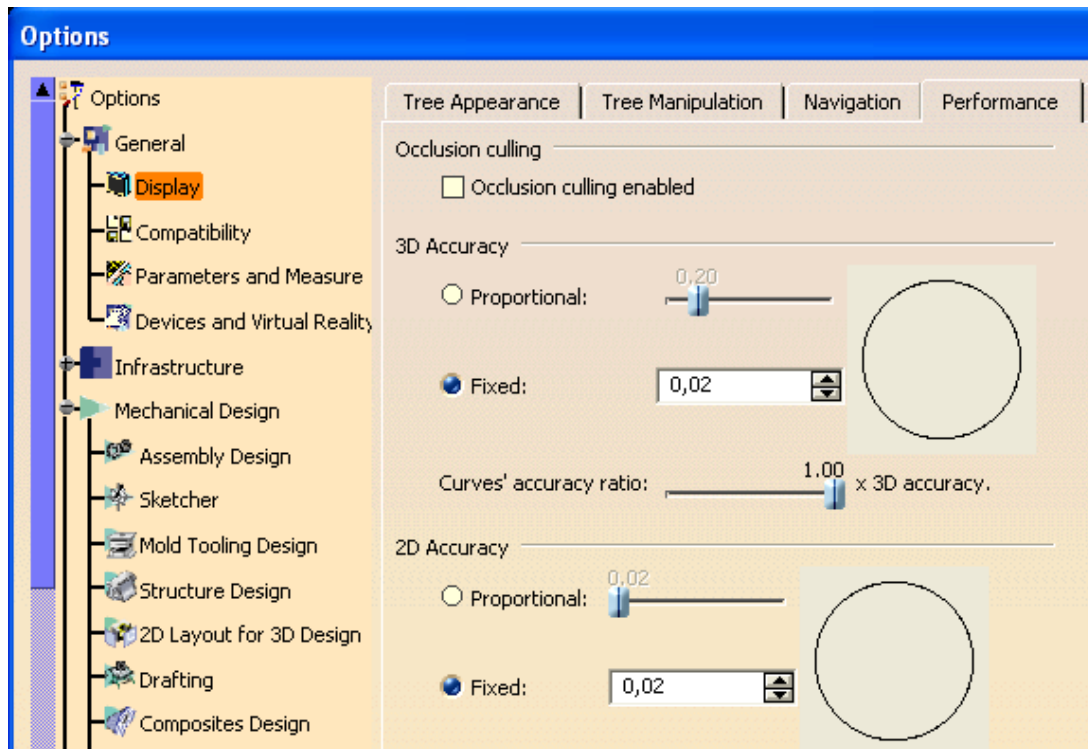 Options
Options
General
Display
Compatibility
Parameters and Measure
Devices and Virtual Reality
Infrastructure
Mechanical Design
Assembly Design
Sketcher
Mold Tooling Design
Structure Design
2D Layout for 3D Design
Drafting
Composites Design
Tree Appearance Tree Manipulation Navigation Performance
Occlusion culling
Occlusion culling enabled
3D Accuracy
0,20
Proportional:
Fixed: 0,02
1.00
Curves' accuracy ratio: x 3D accuracy.
2D Accuracy
0,02
Proportional:
Fixed: 0,02